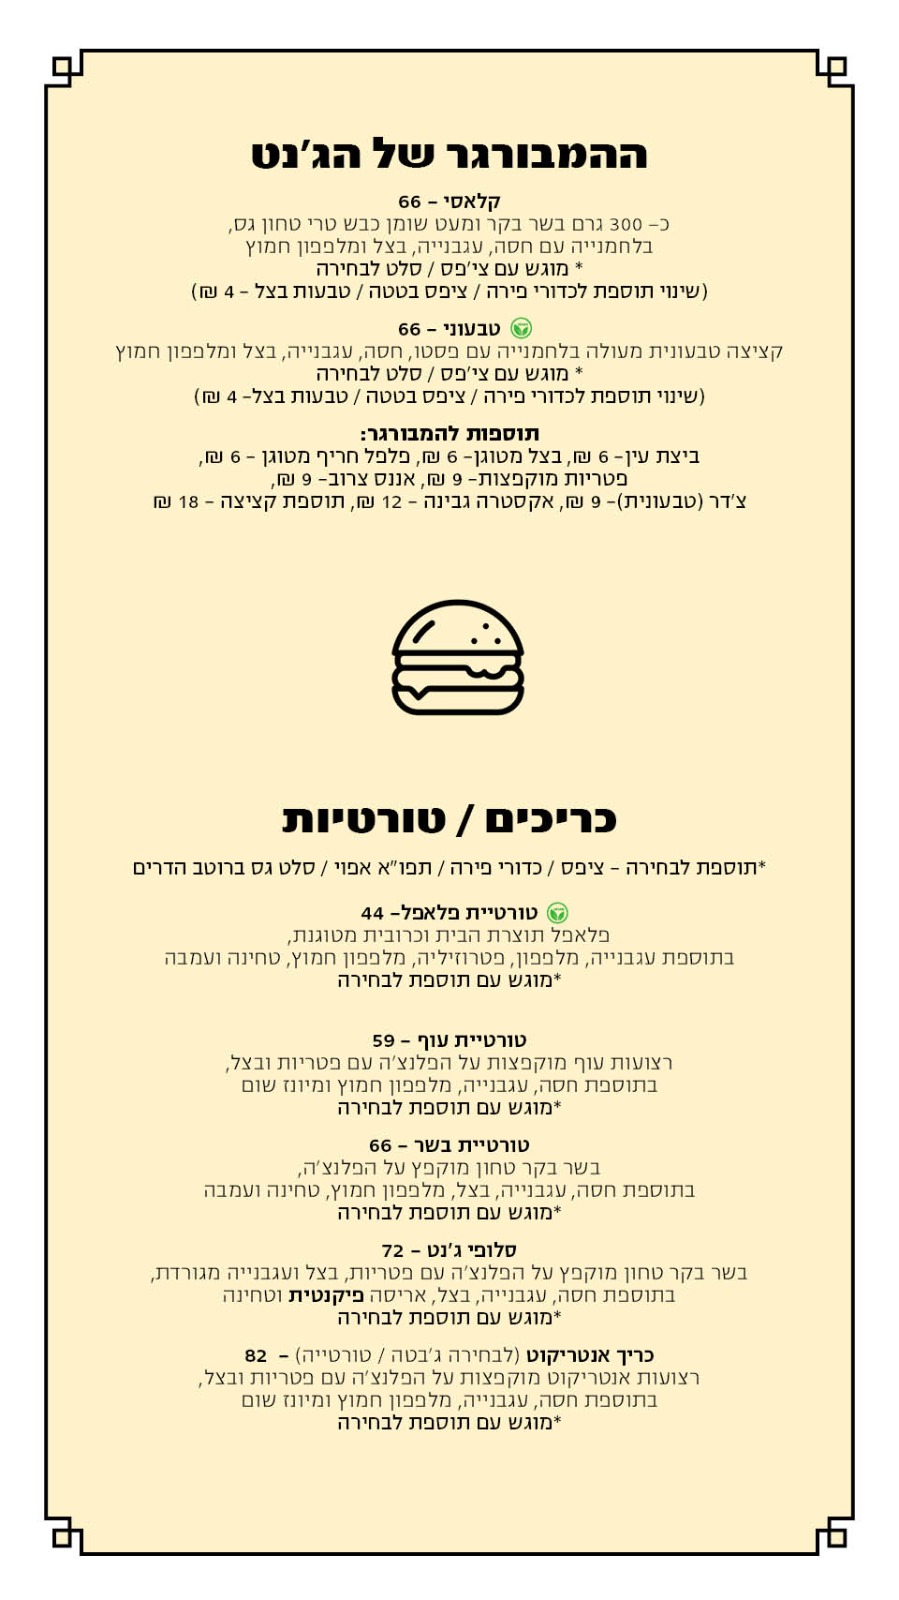 ההמבורגר של הג'נט
קלאסי – 66
כ– 300 גרם בשר בקר ומעט שומן כבש טרי טחון גס,
בלחמנייה עם חסה, עגבנייה, בצל ומלפפון חמוץ
* מוגש עם צי'פס / סלט לבחירה
(שינוי תוספת לכדורי פירה / ציפס בטטה / טבעות בצל – 4 ₪)
טבעוני – 66
קציצה טבעונית מעולה בלחמנייה עם פסטו, חסה, עגבנייה, בצל ומלפפון חמוץ
* מוגש עם צי'פס / סלט לבחירה
(שינוי תוספת לכדורי פירה / ציפס בטטה / טבעות בצל– 4 ₪)
תוספות להמבורגר:
ביצת עין– 6 ₪, בצל מטוגן– 6 ₪, פלפל חריף מטוגן – 6 ₪,
פטריות מוקפצות– 9 ₪, אננס צרוב– 9 ₪,
צ'דר (טבעונית)– 9 ₪, אקסטרה גבינה – 12 ₪, תוספת קציצה – 18 ₪
כריכים / טורטיות
*תוספת לבחירה – ציפס / כדורי פירה / תפו"א אפוי / סלט גס ברוטב הדרים
טורטיית פלאפל– 44
פלאפל תוצרת הבית וכרובית מטוגנת,
בתוספת עגבנייה, מלפפון, פטרוזיליה, מלפפון חמוץ, טחינה ועמבה
*מוגש עם תוספת לבחירה
טורטיית עוף – 59
רצועות עוף מוקפצות על הפלנצ'ה עם פטריות ובצל,
בתוספת חסה, עגבנייה, מלפפון חמוץ ומיונז שום
*מוגש עם תוספת לבחירה
טורטיית בשר – 66
בשר בקר טחון מוקפץ על הפלנצ'ה,
בתוספת חסה, עגבנייה, בצל, מלפפון חמוץ, טחינה ועמבה
*מוגש עם תוספת לבחירה
סלופי ג'נט – 72
בשר בקר טחון מוקפץ על הפלנצ'ה עם פטריות, בצל ועגבנייה מגורדת,
בתוספת חסה, עגבנייה, בצל, אריסה פיקנטית וטחינה
*מוגש עם תוספת לבחירה
כריך אנטריקוט (לבחירה ג'בטה / טורטייה) – 82
רצועות אנטריקוט מוקפצות על הפלנצ'ה עם פטריות ובצל,
בתוספת חסה, עגבנייה, מלפפון חמוץ ומיונז שום
*מוגש עם תוספת לבחירה